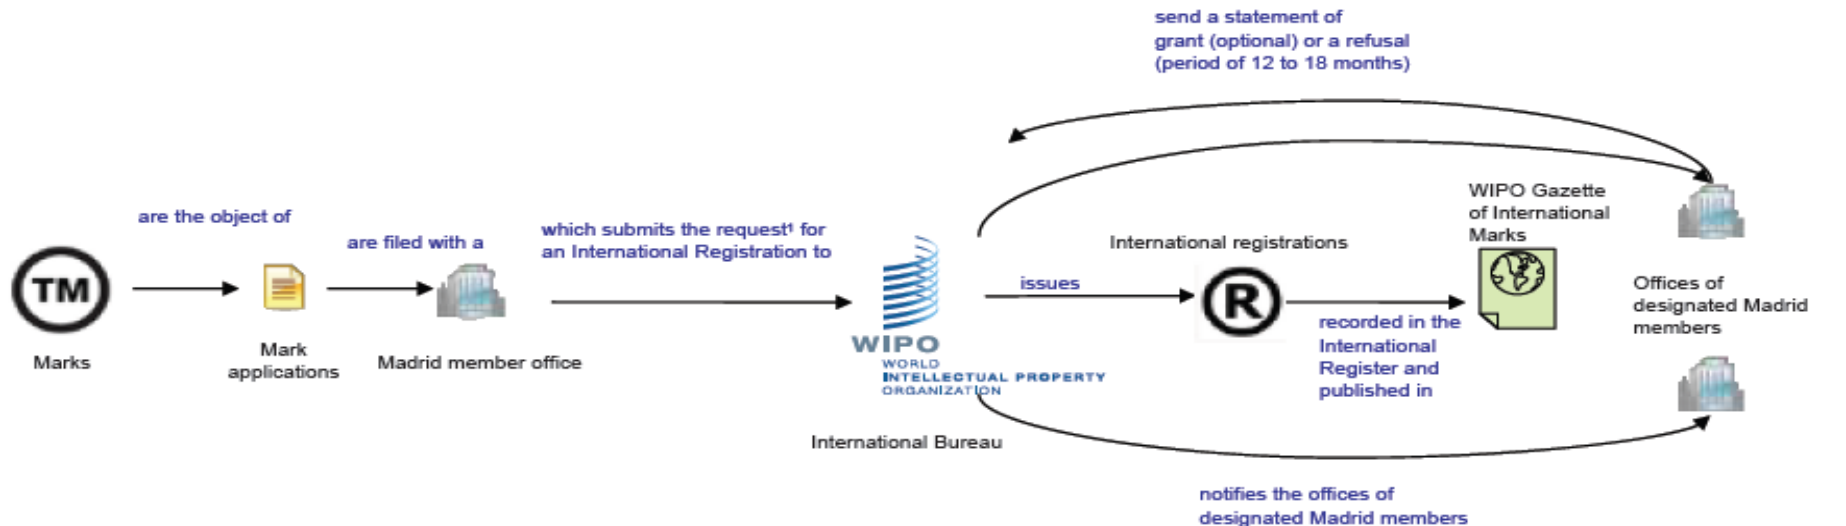 send a statement of
grant (optional) or a refusal
(period of 12 to 18 months)
are the object of
are filed with a
which submits the request¹ for
an International Registration to
International registrations
WIPO Gazette
of International
Marks
TM
issues
R
recorded in the
International
Register and
published in
Offices of
designated Madrid
members
WIPO
WORLD
INTELLECTUAL PROPERTY
ORGANIZATION
Marks
Mark
applications
Madrid member office
International Bureau
notifies the offices of
designated Madrid members